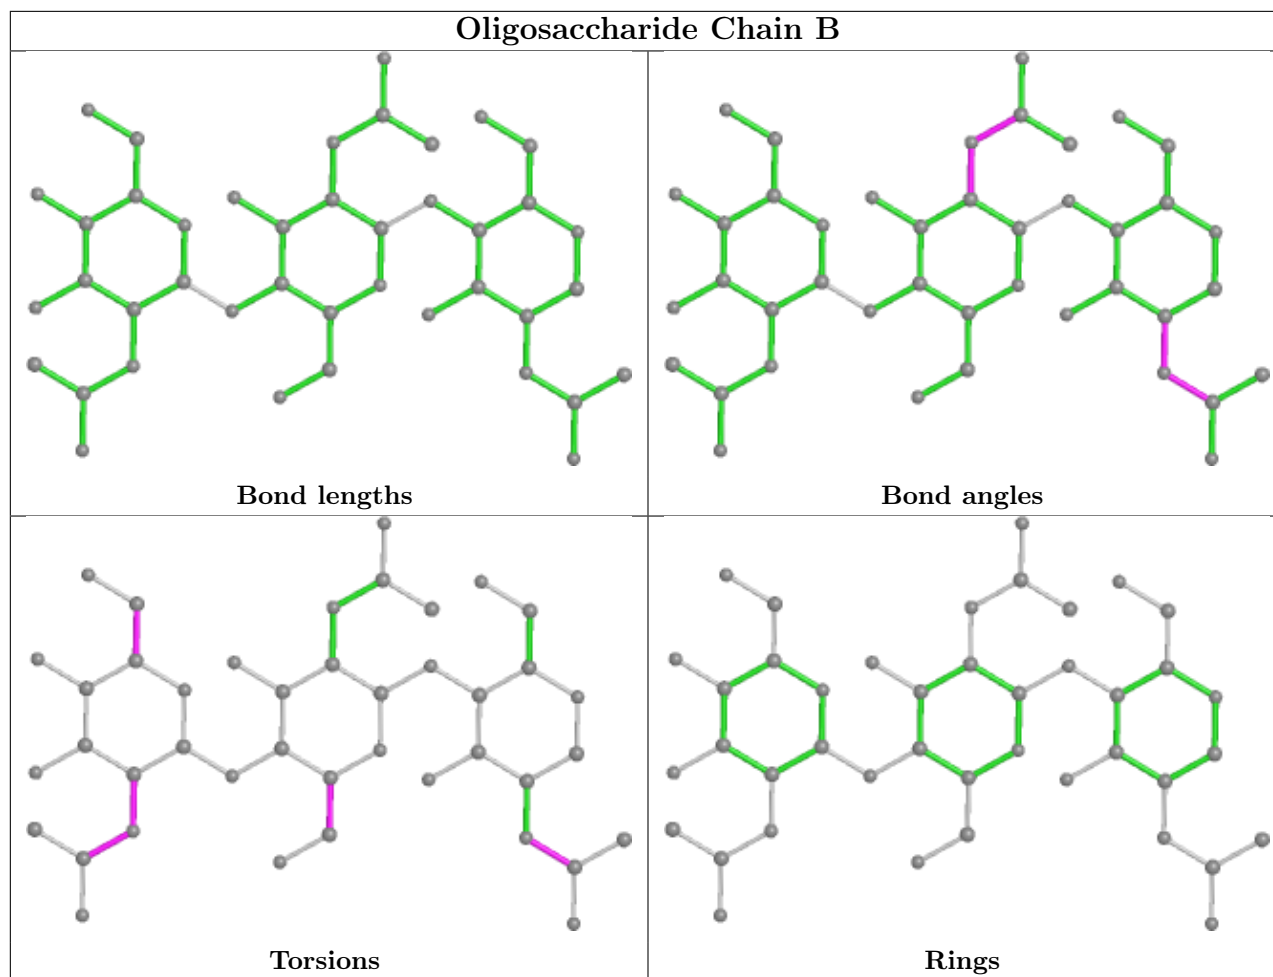 Oligosaccharide Chain B
Bond lengths
Bond angles
Torsions
Rings